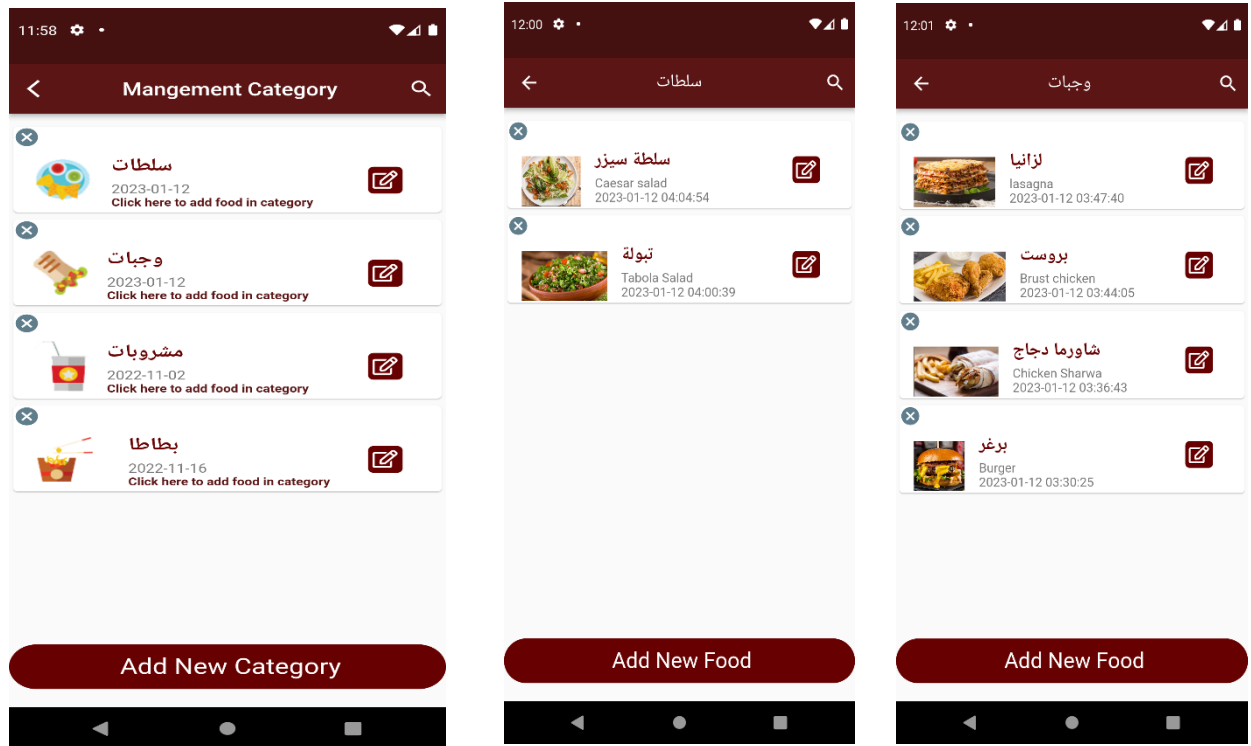 11:58
Mangement Category
سلطات
2023-01-12
Click here to add food in category
وجبات
2023-01-12
Click here to add food in category
مشروبات
2022-11-02
Click here to add food in category
بطاطا
2022-11-16
Click here to add food in category
Add New Category
12:00
سلطات
سلطة سيزر
Caesar salad
2023-01-12 04:04:54
تبولة
Tabola Salad
2023-01-12 04:00:39
Add New Food
12:01
وجبات
لزانيا
lasagna
2023-01-12 03:47:40
بروست
Brust chicken
2023-01-12 03:44:05
شاورما دجاج
Chicken Sharwa
2023-01-12 03:36:43
برغر
Burger
2023-01-12 03:30:25
Add New Food